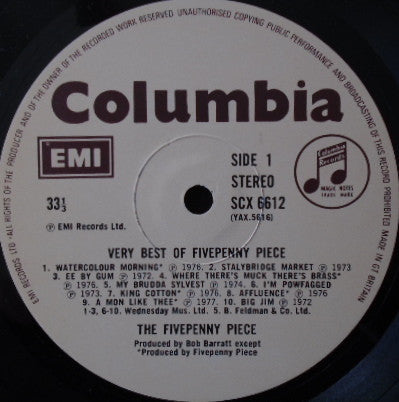 EMI RECORDS LTD·ALL RIGHTS OF THE PRODUCER AND OF THE OWNER OF THE RECORDED WORK RESERVED UNAUTHORISED COPYING PUBLIC PERFORMANCE AND BROADCASTING OF THIS RECORD PROHIBITED MADE IN GT BRITAIN
Columbia
EMI
Columbia Records
MAGIC NOTES
TRADE MARK
SIDE 1
STEREO
33⅓
SCX 6612
(YAX.5616)
℗ EMI Records Ltd.
VERY BEST OF FIVEPENNY PIECE
1. WATERCOLOUR MORNING* ℗ 1976. 2. STALYBRIDGE MARKET ℗ 1973
3. EE BY GUM ℗ 1972. 4. WHERE THERE'S MUCK THERE'S BRASS*
℗ 1976. 5. MY BRUDDA SYLVEST ℗ 1974. 6. I'M POWFAGGED
℗ 1973. 7. KING COTTON* ℗ 1976. 8. AFFLUENCE* ℗ 1976
9. A MON LIKE THEE* ℗ 1977. 10. BIG JIM ℗ 1972
1-3, 6-10. Wednesday Mus. Ltd. 5. B. Feldman & Co. Ltd.
THE FIVEPENNY PIECE
Produced by Bob Barratt except
*Produced by Fivepenny Piece